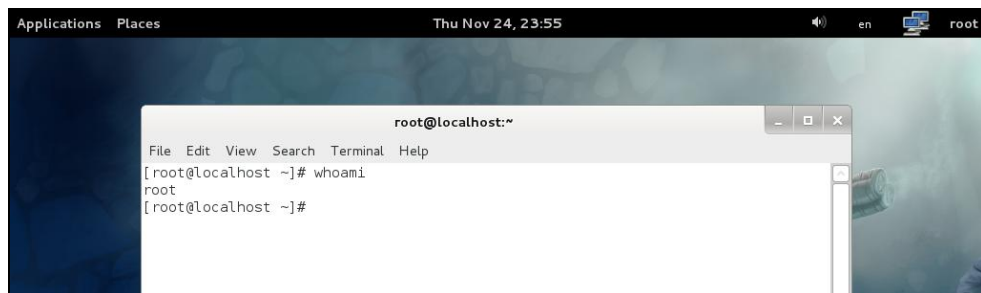 Applications Places Thu Nov 24, 23:55 en root
root@localhost:~
File Edit View Search Terminal Help
[root@localhost ~]# whoami
root
[root@localhost ~]#